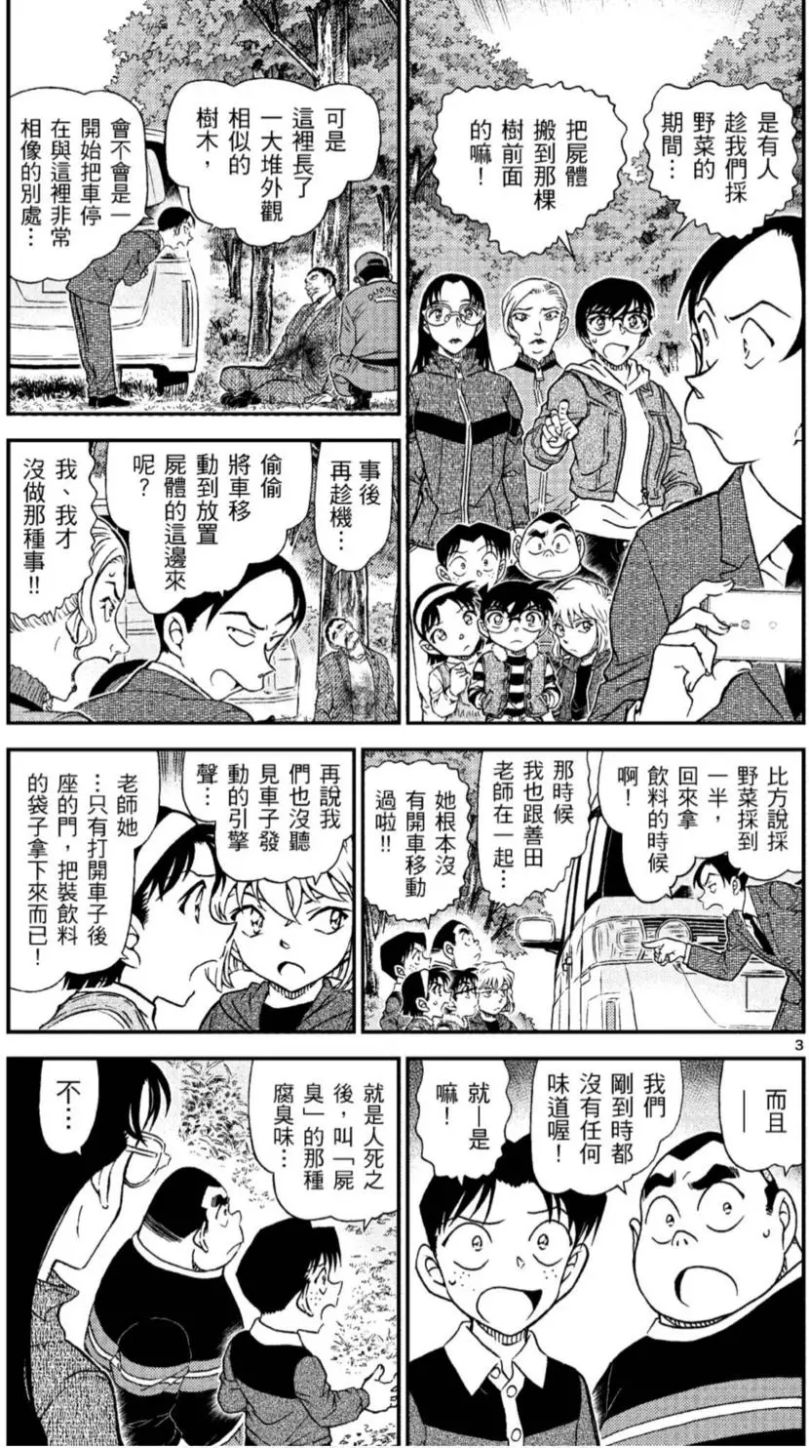 是有人
趁我們採
野菜的
期間…
把屍體
搬到那棵
樹前面
的嘛！
可是
這裡長了
一大堆外觀
相似的
樹木，
會不會是一
開始把車停
在與這裡非常
相像的別處…
事後
再趁機…
偷偷
將車移
動到放置
屍體的這邊來
呢？
我、我才
沒做那種事!!
比方說採
野菜採到
一半，
回來拿
飲料的時候
啊！
那時候
我也跟善田
老師在一起…
她根本沒
有開車移動
過啦!!
再說我
們也沒聽
見車子發
動的引擎
聲…
老師她
…只有打開車子後
座的門，把裝飲料
的袋子拿下來而已！
3
而且
——
我們
剛到時都
沒有任何
味道喔！
就—是
嘛！
就是人死之
後，叫「屍
臭」的那種
腐臭味…
不…